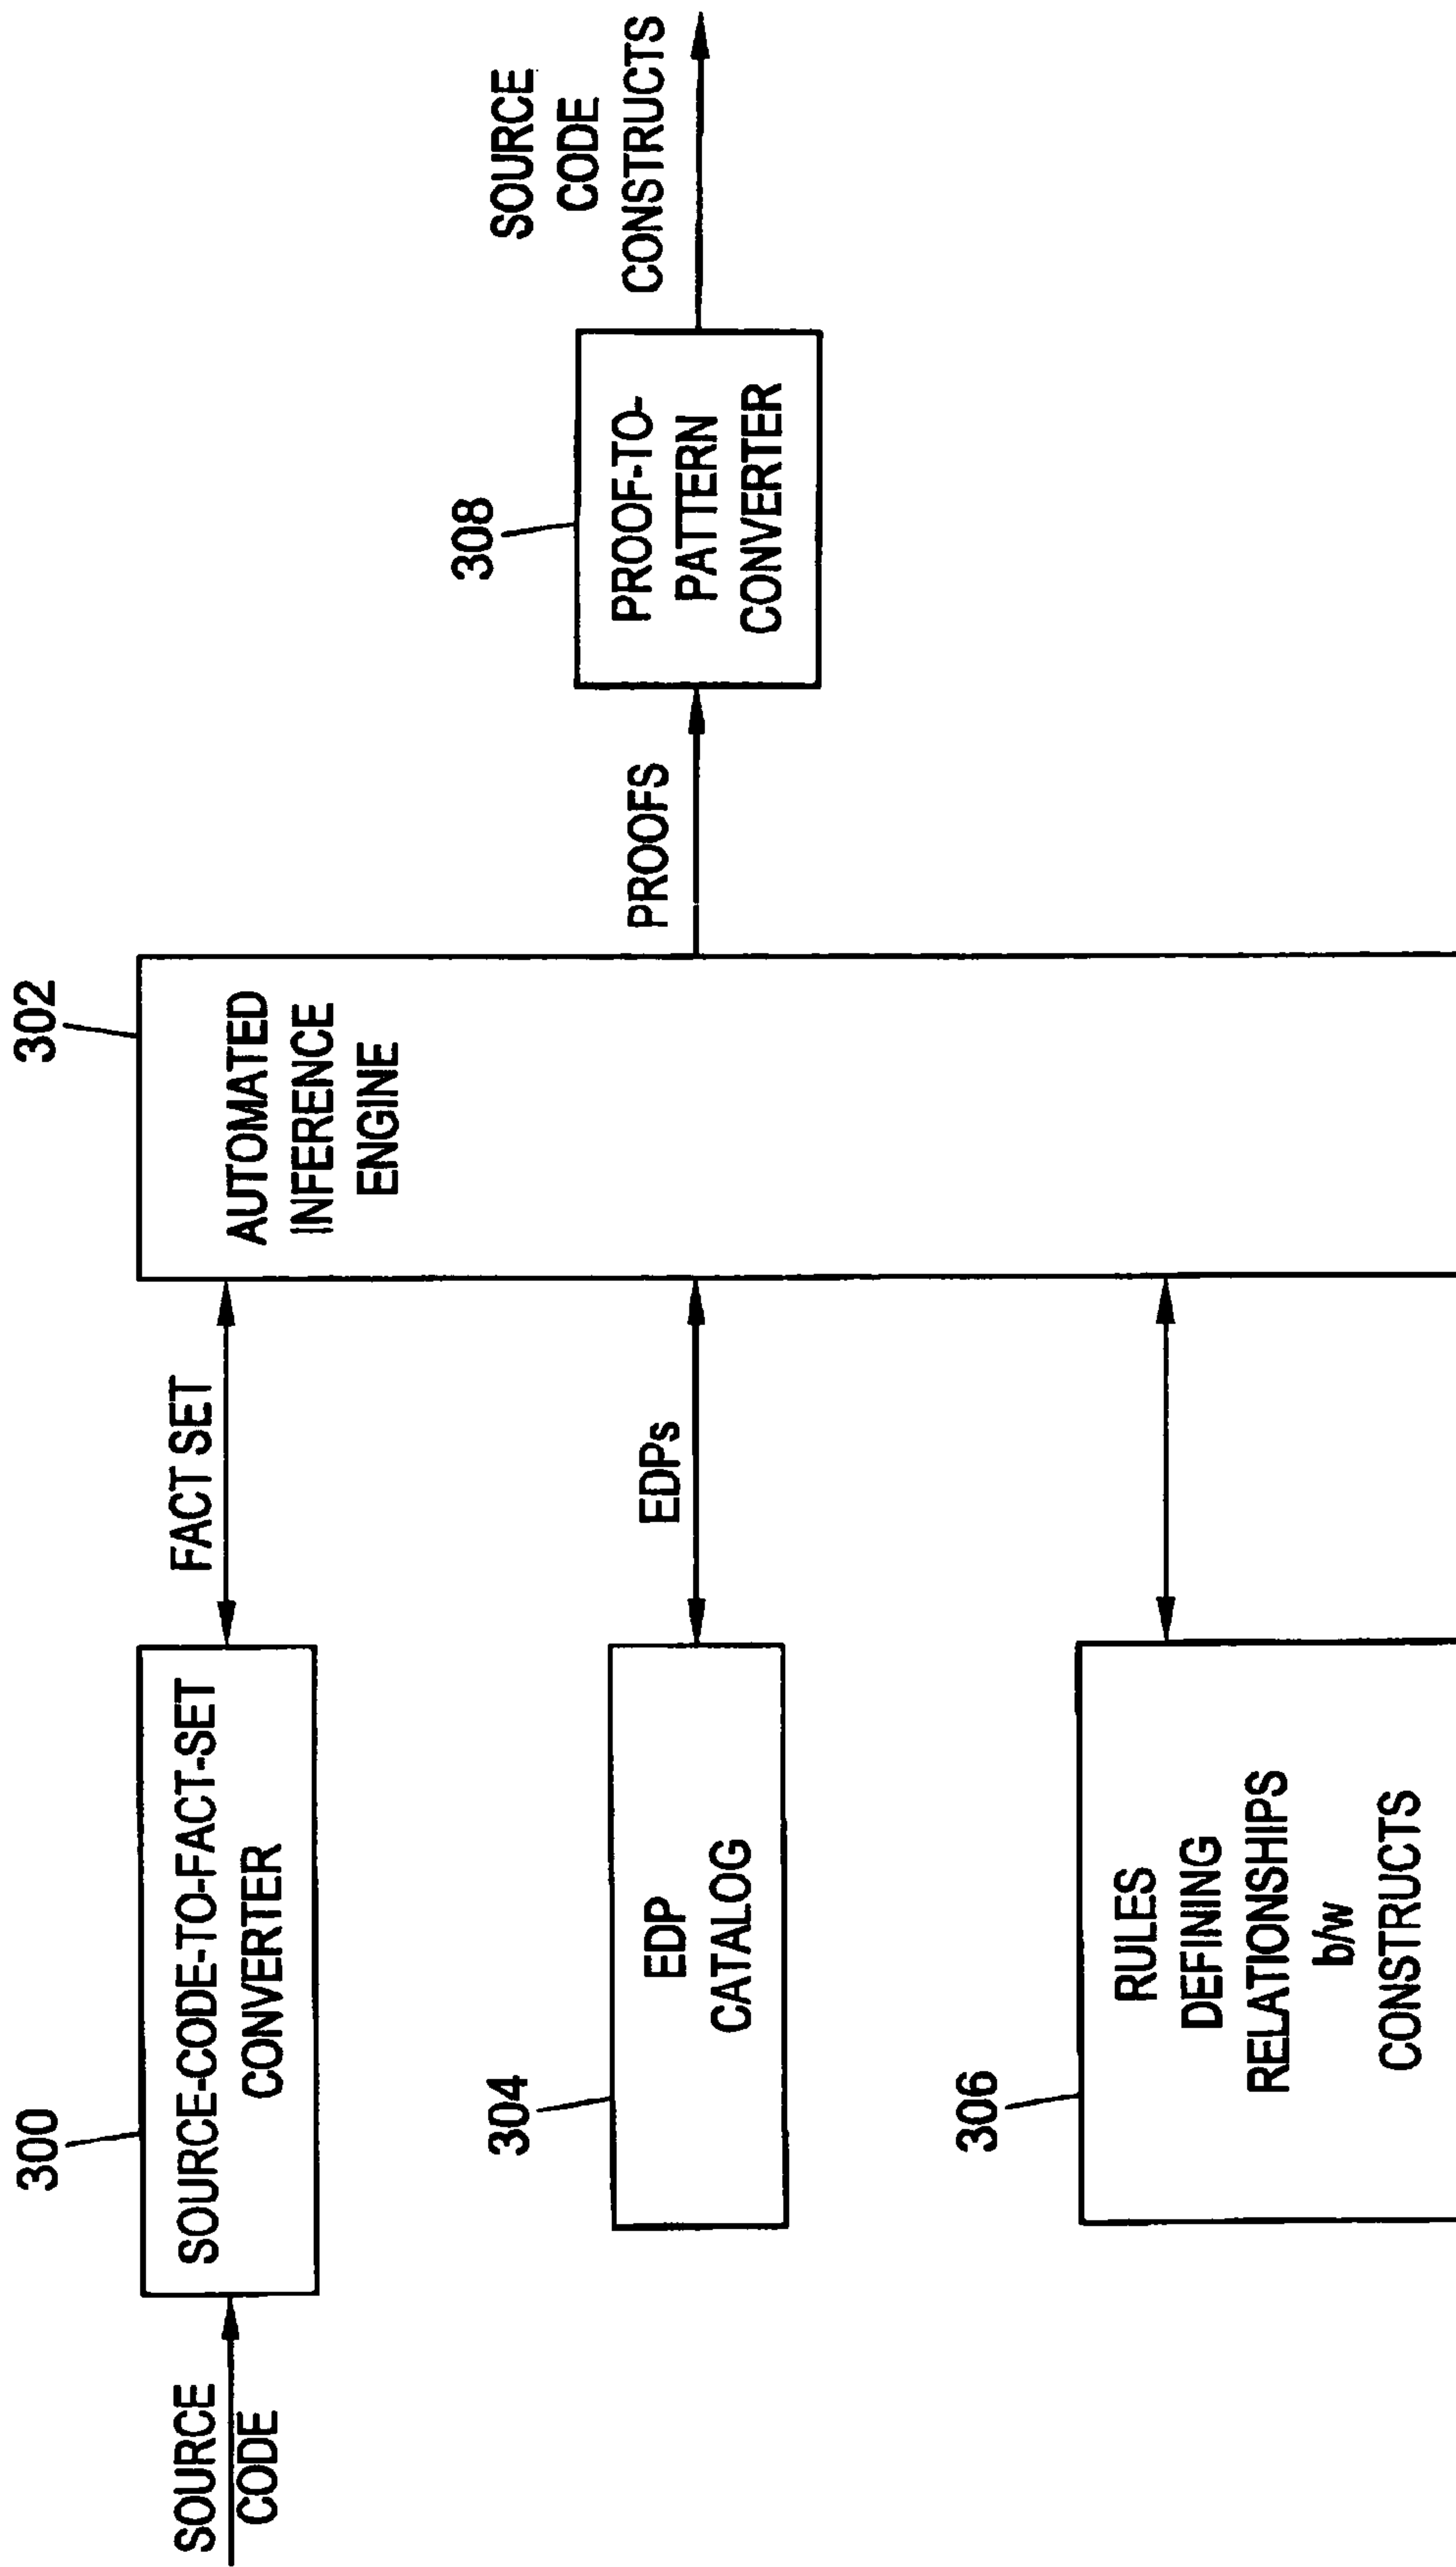 SOURCE
CODE
300
SOURCE-CODE-TO-FACT-SET
CONVERTER
FACT SET
302
AUTOMATED
INFERENCE
ENGINE
304
EDP
CATALOG
EDPs
306
RULES
DEFINING
RELATIONSHIPS
b/w
CONSTRUCTS
PROOFS
308
PROOF-TO-
PATTERN
CONVERTER
SOURCE
CODE
CONSTRUCTS